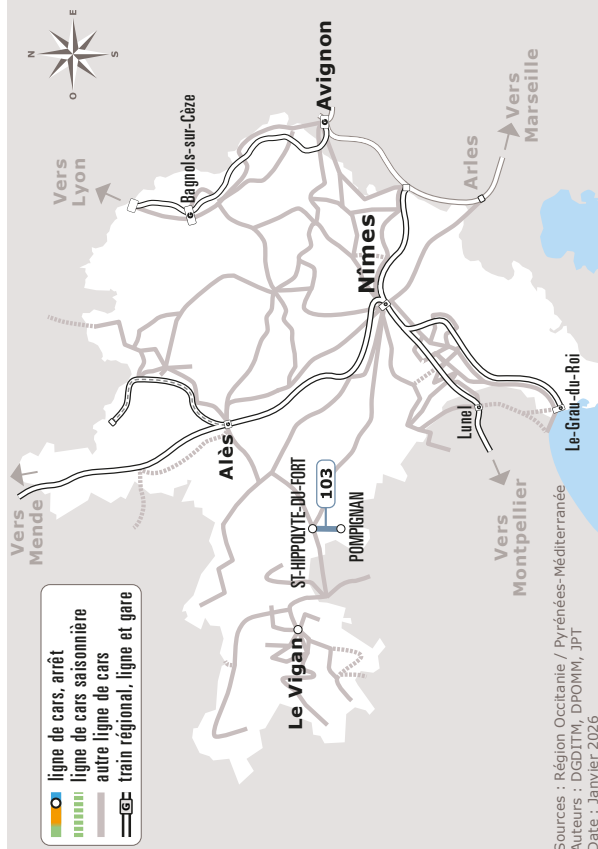 N
E
S
O
Vers
Mende
Vers
Lyon
Bagnols-sur-Cèze
Avignon
Vers
Marseille
Arles
Nîmes
Alès
Lunel
Le-Grau-du-Roi
Vers
Montpellier
ST-HIPPOLYTE-DU-FORT
103
POMPIGNAN
Le Vigan
ligne de cars, arrêt
ligne de cars saisonnière
autre ligne de cars
G
train régional, ligne et gare
Sources : Région Occitanie / Pyrénées-Méditerranée
Auteurs : DGDITM, DPOMM, JPT
Date : Janvier 2026